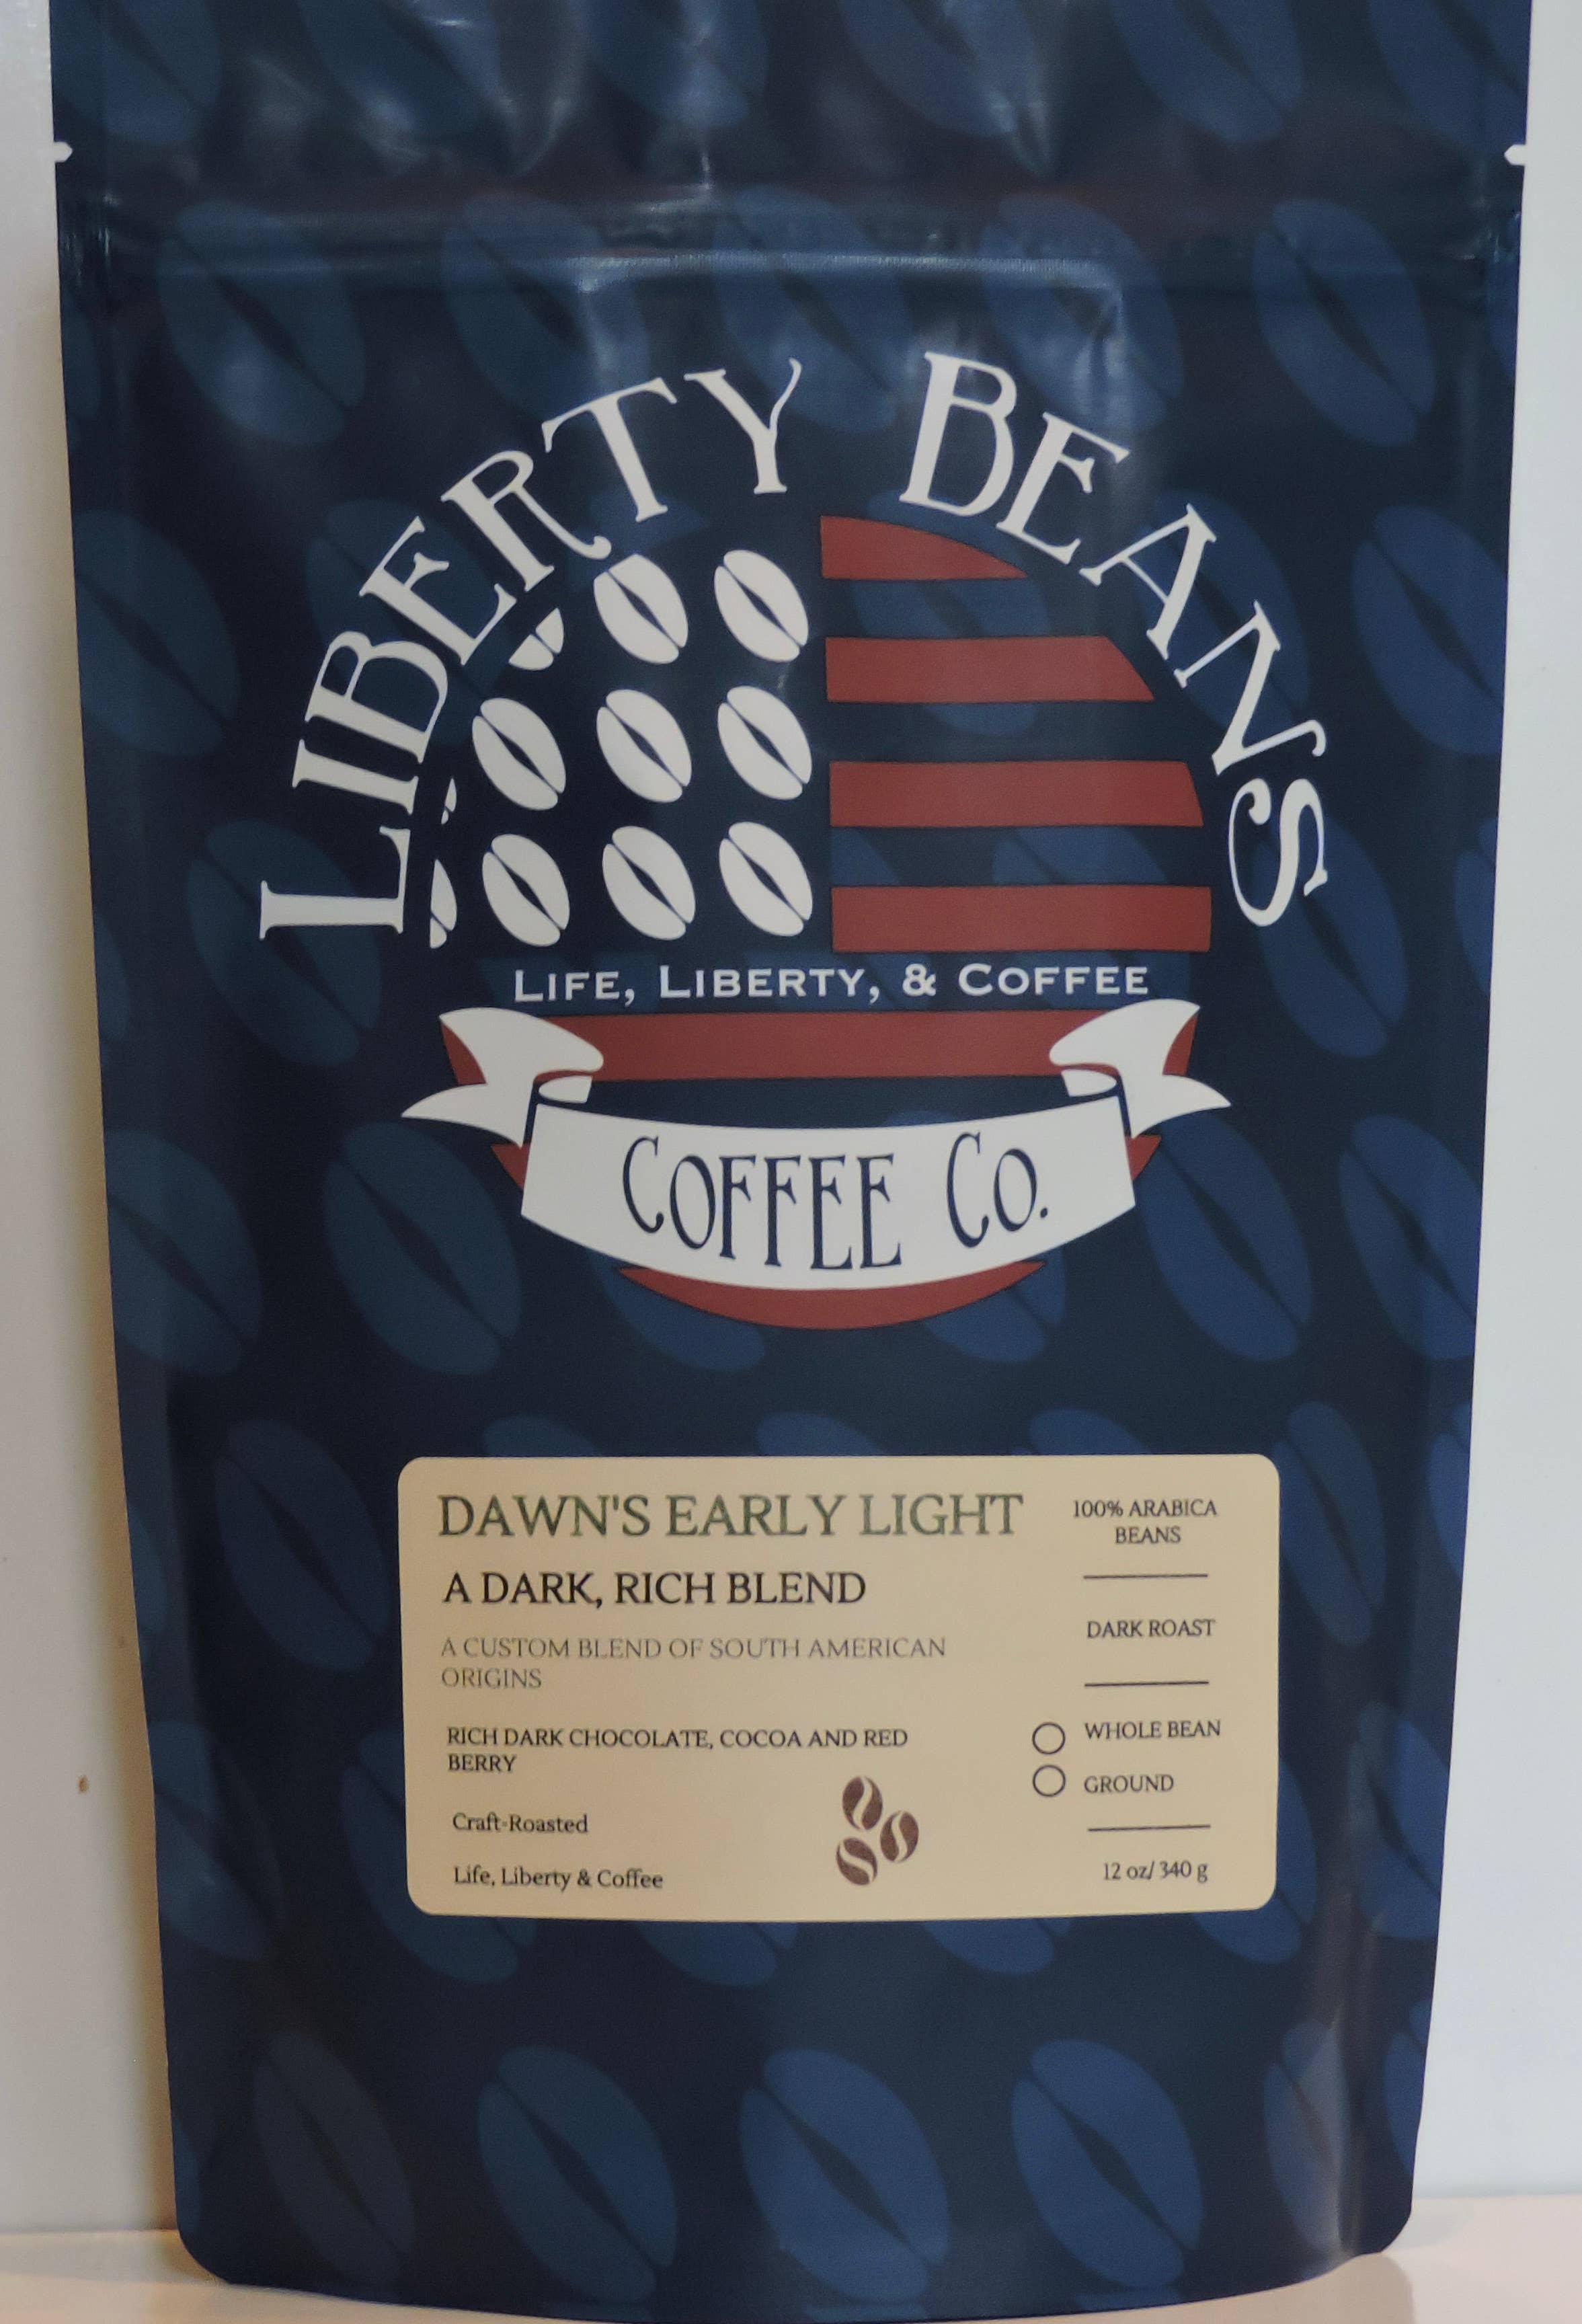 LIBERTY BEANS
LIFE, LIBERTY, & COFFEE
COFFEE CO.
DAWN'S EARLY LIGHT
A DARK, RICH BLEND
A CUSTOM BLEND OF SOUTH AMERICAN
ORIGINS
RICH DARK CHOCOLATE, COCOA AND RED
BERRY
Craft-Roasted
Life, Liberty & Coffee
100% ARABICA
BEANS
DARK ROAST
WHOLE BEAN
GROUND
12 oz/ 340 g